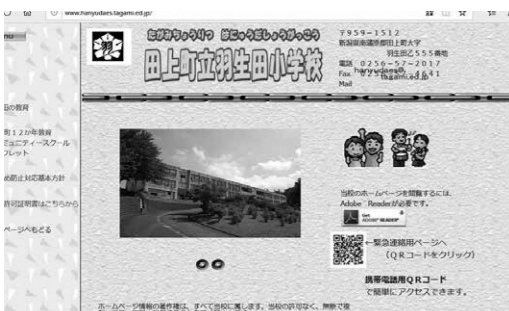 www.hanyudaes.tagami.ed.jp/
nu
たがみちょうりつ はにゅうだしょうがっこう
田上町立羽生田小学校
〒959-1512
新潟県南蒲原郡田上町大字
羽生田乙555番地
電話 0256-57-2017
Fax
Mail hanyudaes@
tagami.ed.jp
田の教育
町12か年教育
ミュニティースクール
フレット
め防止対応基本方針
許可証明書はこちらから
ページへもどる
当校のホームページを閲覧するには、
Adobe Readerが必要です。
Get
ADOBE READER
←緊急連絡用ページへ
(QRコードをクリック)
携帯電話用QRコード
で簡単にアクセスできます。
ホームページ情報の著作権は、すべて当校に属します。当校の許可なく、無断で複